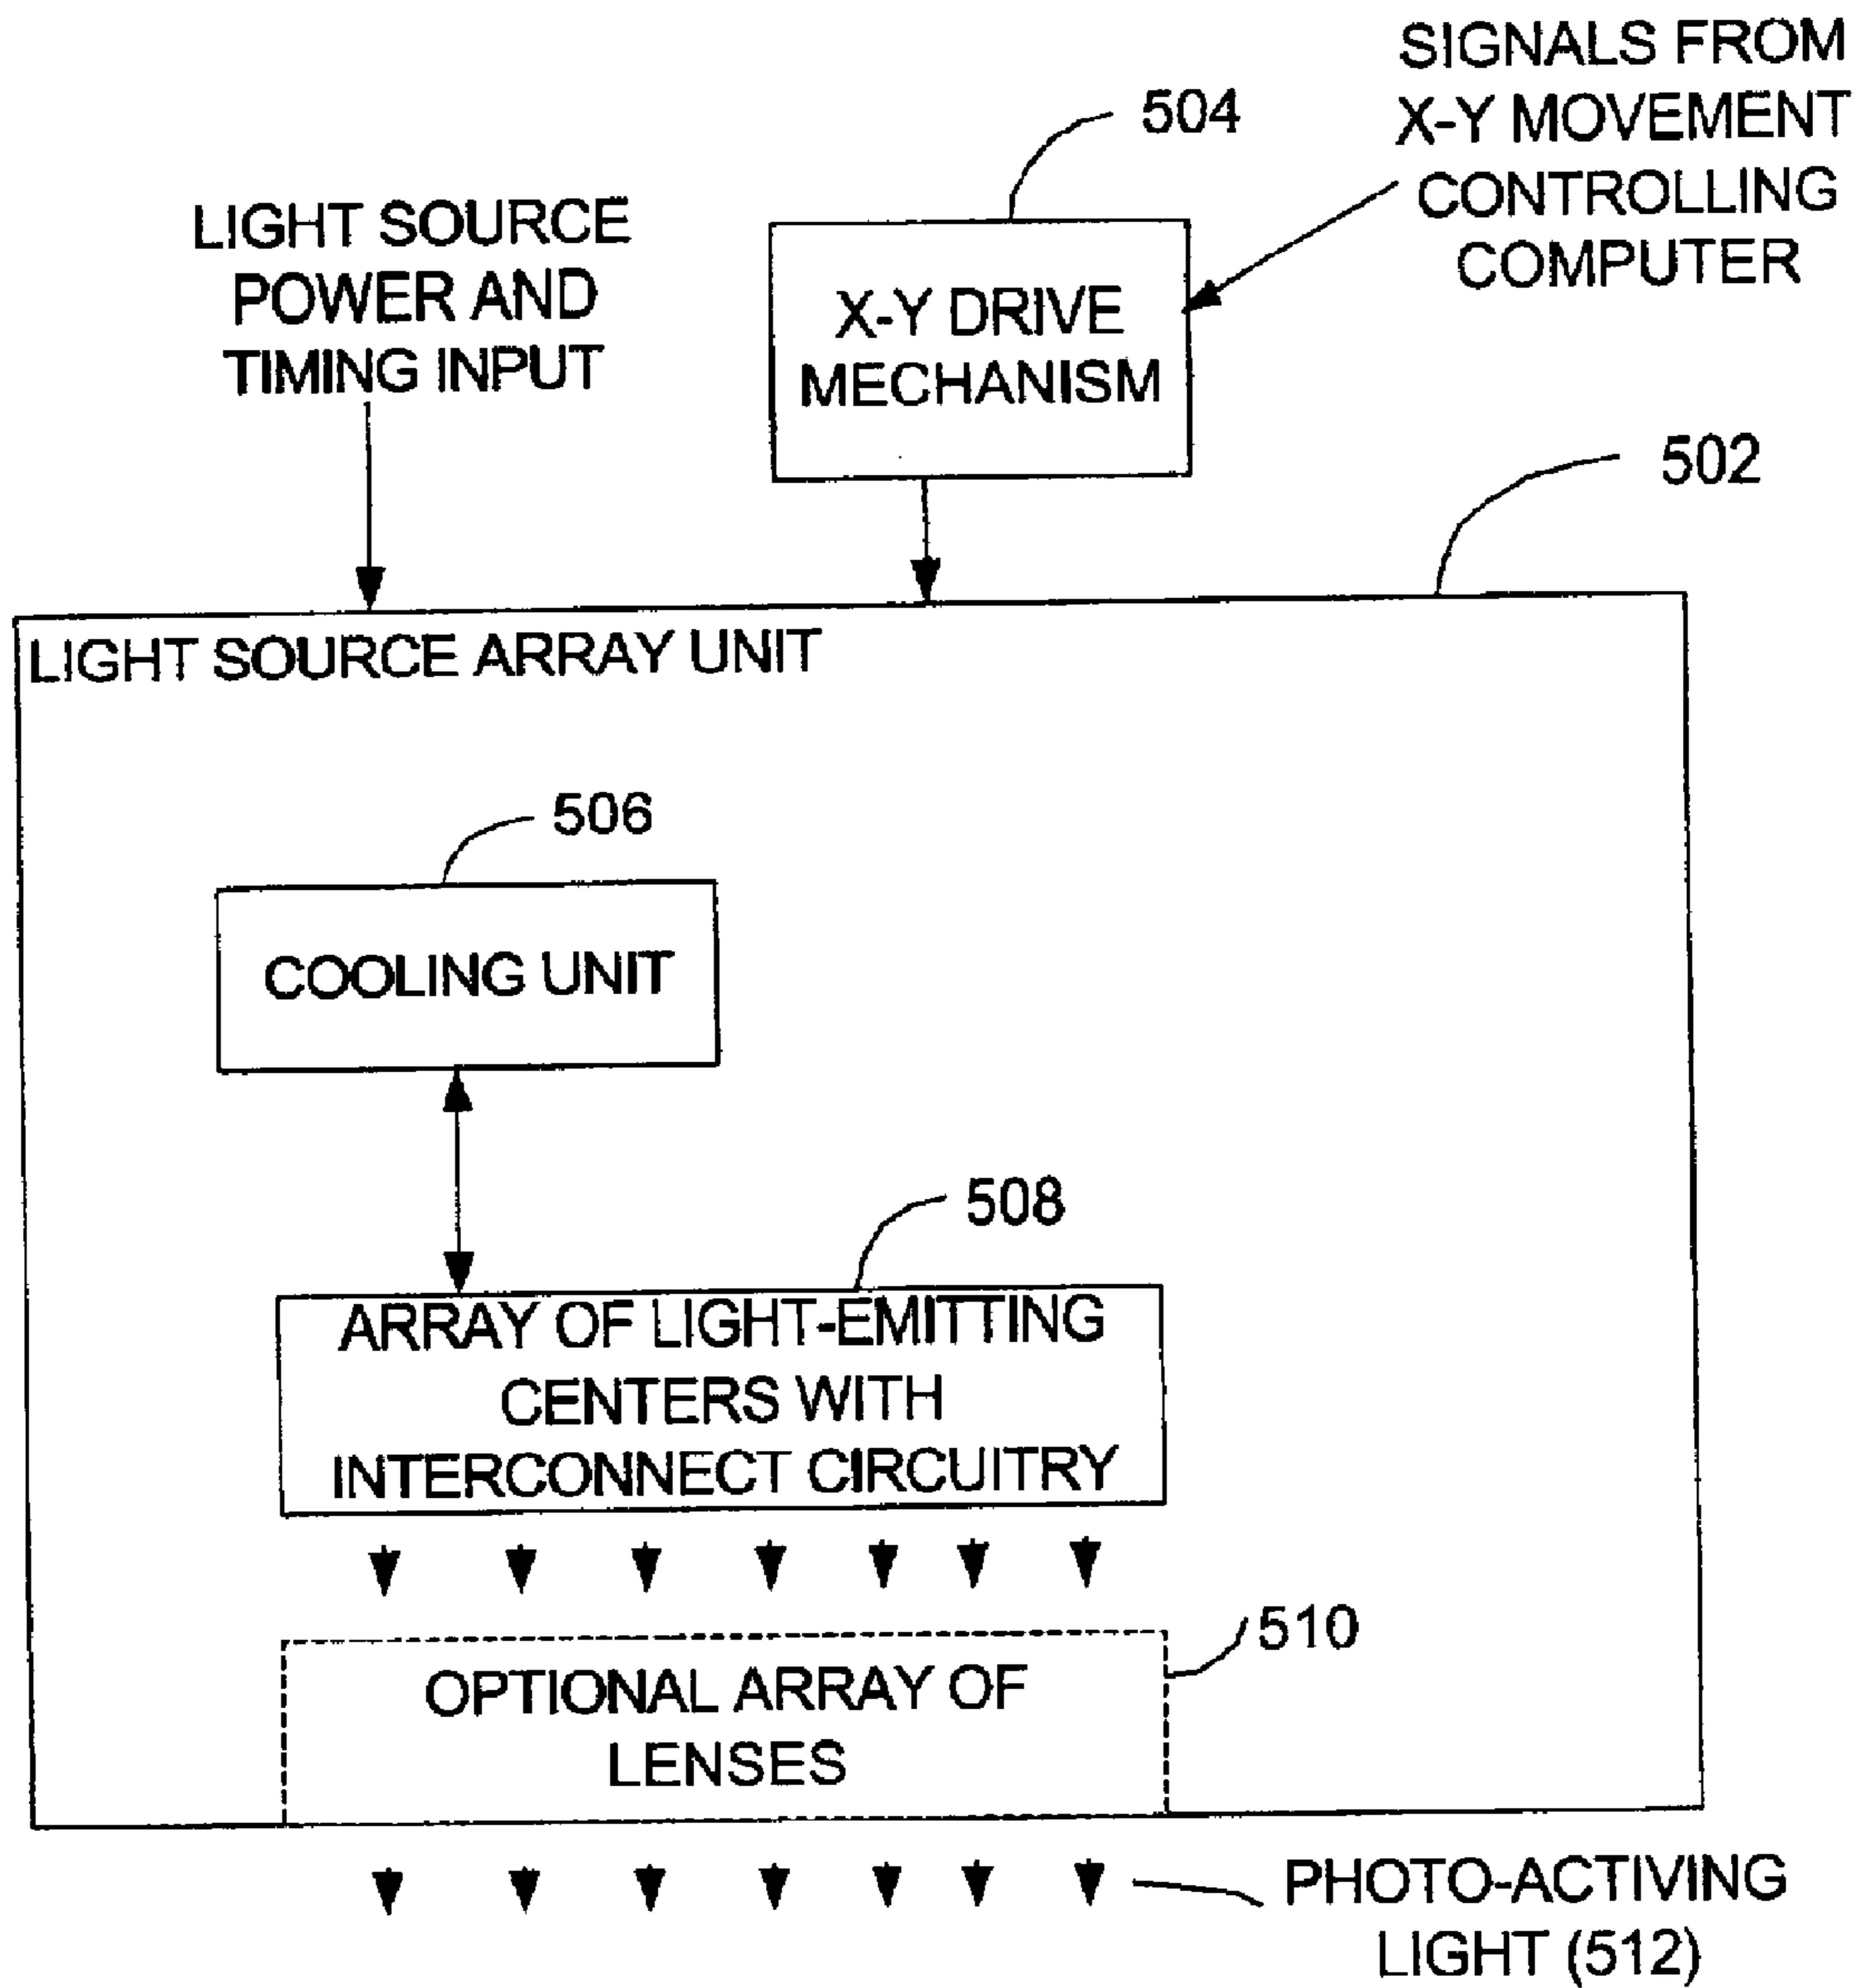 SIGNALS FROM
X-Y MOVEMENT
CONTROLLING
COMPUTER
504
LIGHT SOURCE
POWER AND
TIMING INPUT
X-Y DRIVE
MECHANISM
502
LIGHT SOURCE ARRAY UNIT
506
COOLING UNIT
508
ARRAY OF LIGHT-EMITTING
CENTERS WITH
INTERCONNECT CIRCUITRY
510
OPTIONAL ARRAY OF
LENSES
PHOTO-ACTIVING
LIGHT (512)